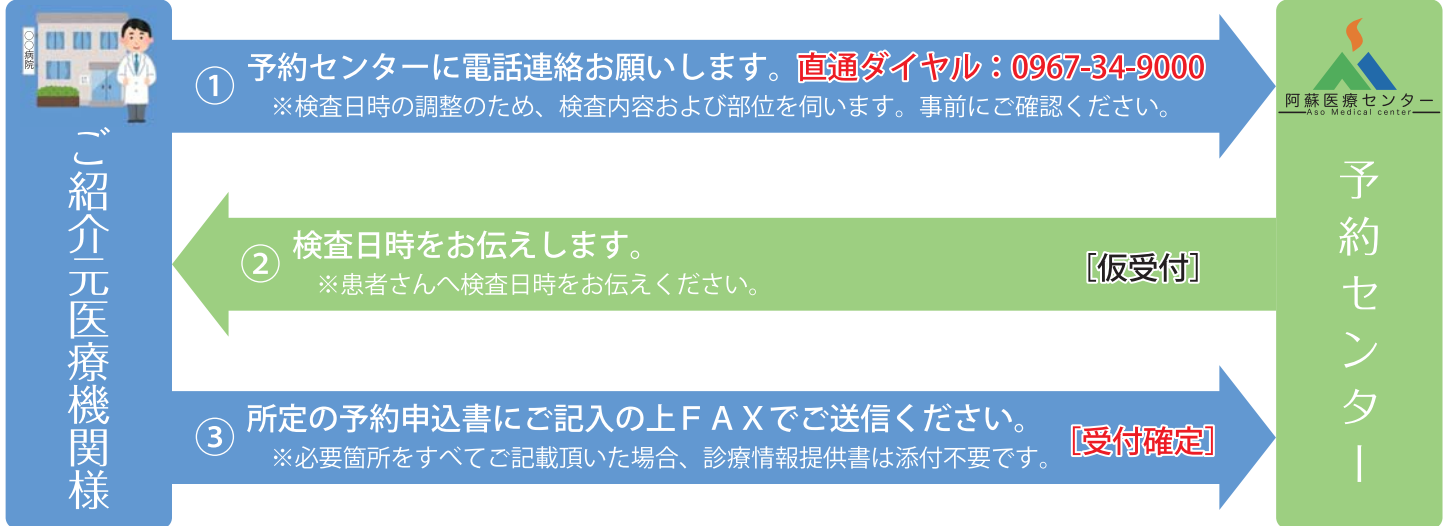 〇〇病院
ご紹介元医療機関様
① 予約センターに電話連絡お願いします。直通ダイヤル：0967-34-9000
※検査日時の調整のため、検査内容および部位を伺います。事前にご確認ください。
② 検査日時をお伝えします。
※患者さんへ検査日時をお伝えください。
［仮受付］
③ 所定の予約申込書にご記入の上ＦＡＸでご送信ください。
※必要箇所をすべてご記載頂いた場合、診療情報提供書は添付不要です。
［受付確定］
阿蘇医療センター
Aso Medical center
予約センター